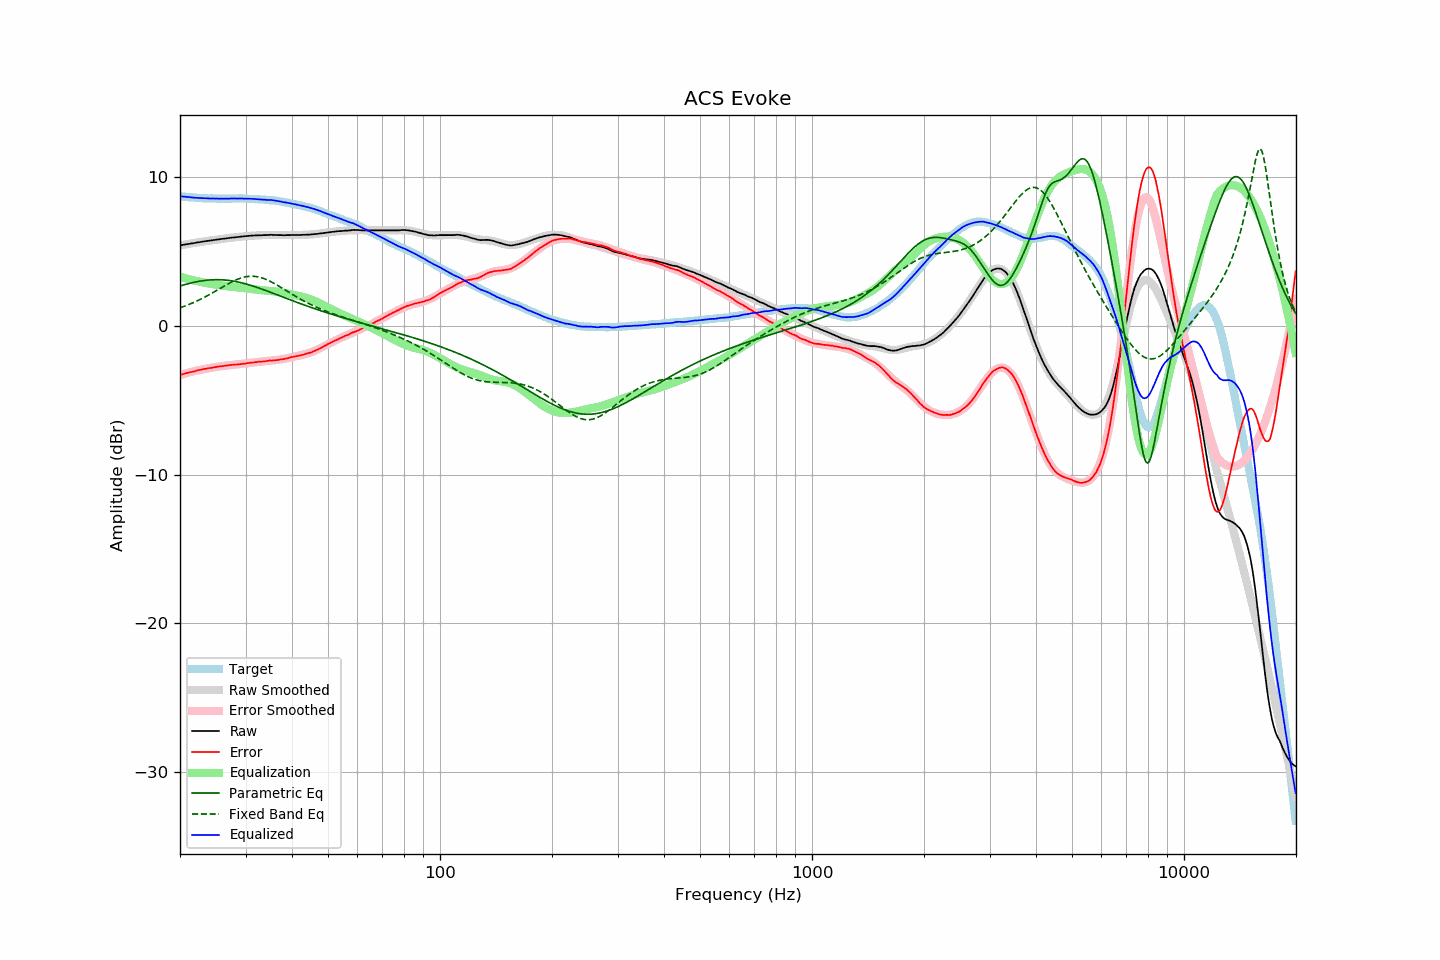 ACS Evoke
Amplitude (dBr)
10
0
−10
−20
−30
Target
Raw Smoothed
Error Smoothed
Raw
Error
Equalization
Parametric Eq
Fixed Band Eq
Equalized
100
1000
10000
Frequency (Hz)